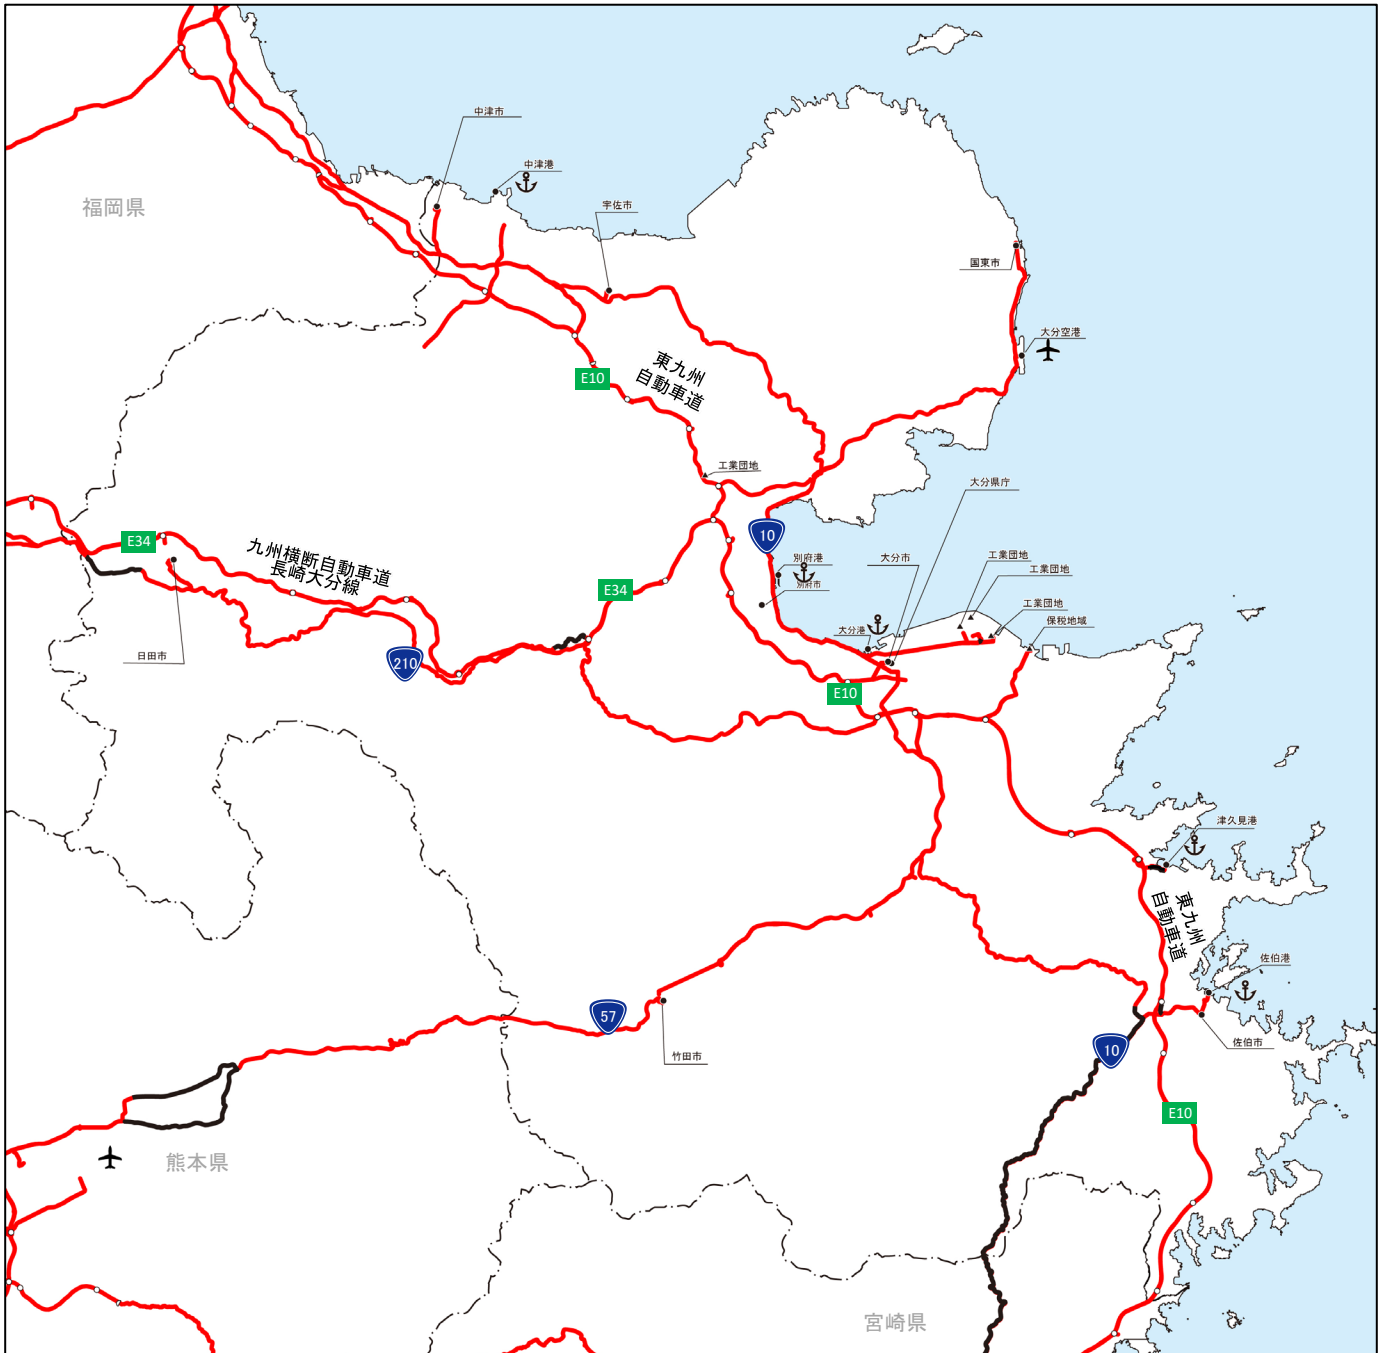 中津市
中津港
福岡県
宇佐市
国東市
大分空港
東九州
自動車道
E10
工業団地
大分県庁
10
E34
九州横断自動車道
長崎大分線
別府港
大分市
工業団地
工業団地
別府市
E34
工業団地
保税地域
大分港
日田市
210
E10
津久見港
東九州
自動車道
佐伯港
57
佐伯市
10
竹田市
E10
熊本県
宮崎県